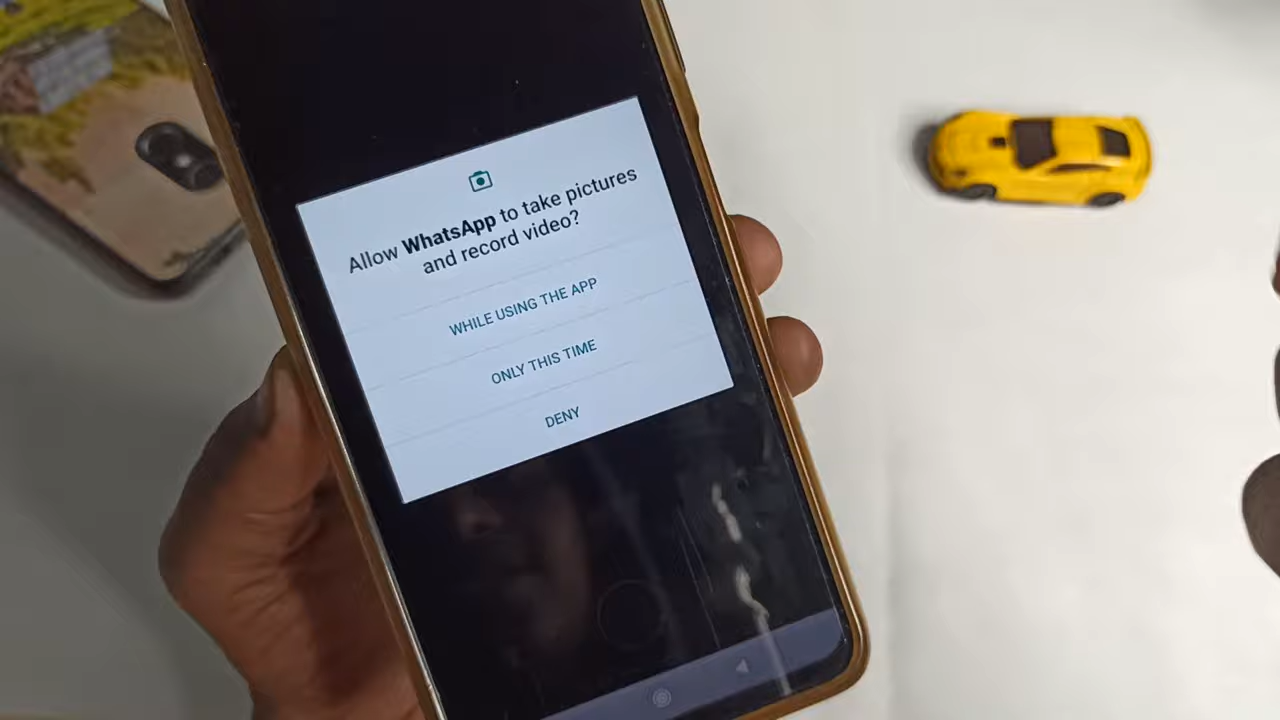 Allow WhatsApp to take pictures
and record video?
WHILE USING THE APP
ONLY THIS TIME
DENY